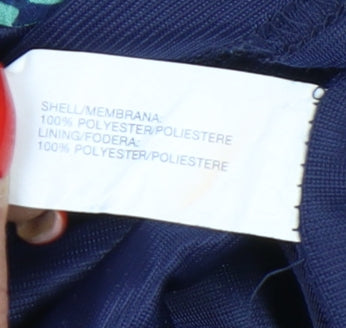 SHELL/MEMBRANA:
100% POLYESTER/POLIESTERE
LINING/FODERA:
100% POLYESTER/POLIESTERE